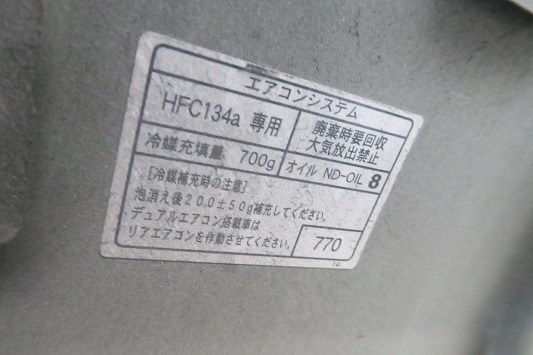 エアコンシステム
HFC134a 専用
廃棄時要回収
大気放出禁止
冷媒充填量 700g
オイル ND-OIL 8
[冷媒補充時の注意]
泡消え後200±50g補充してください。
デュアルエアコン搭載車は
リアエアコンを作動させてください。
770